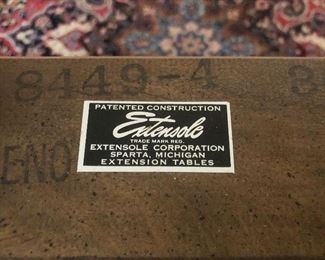 8449-4
PATENTED CONSTRUCTION
Extensole
TRADE MARK REG.
EXTENSOLE CORPORATION
SPARTA, MICHIGAN
EXTENSION TABLES